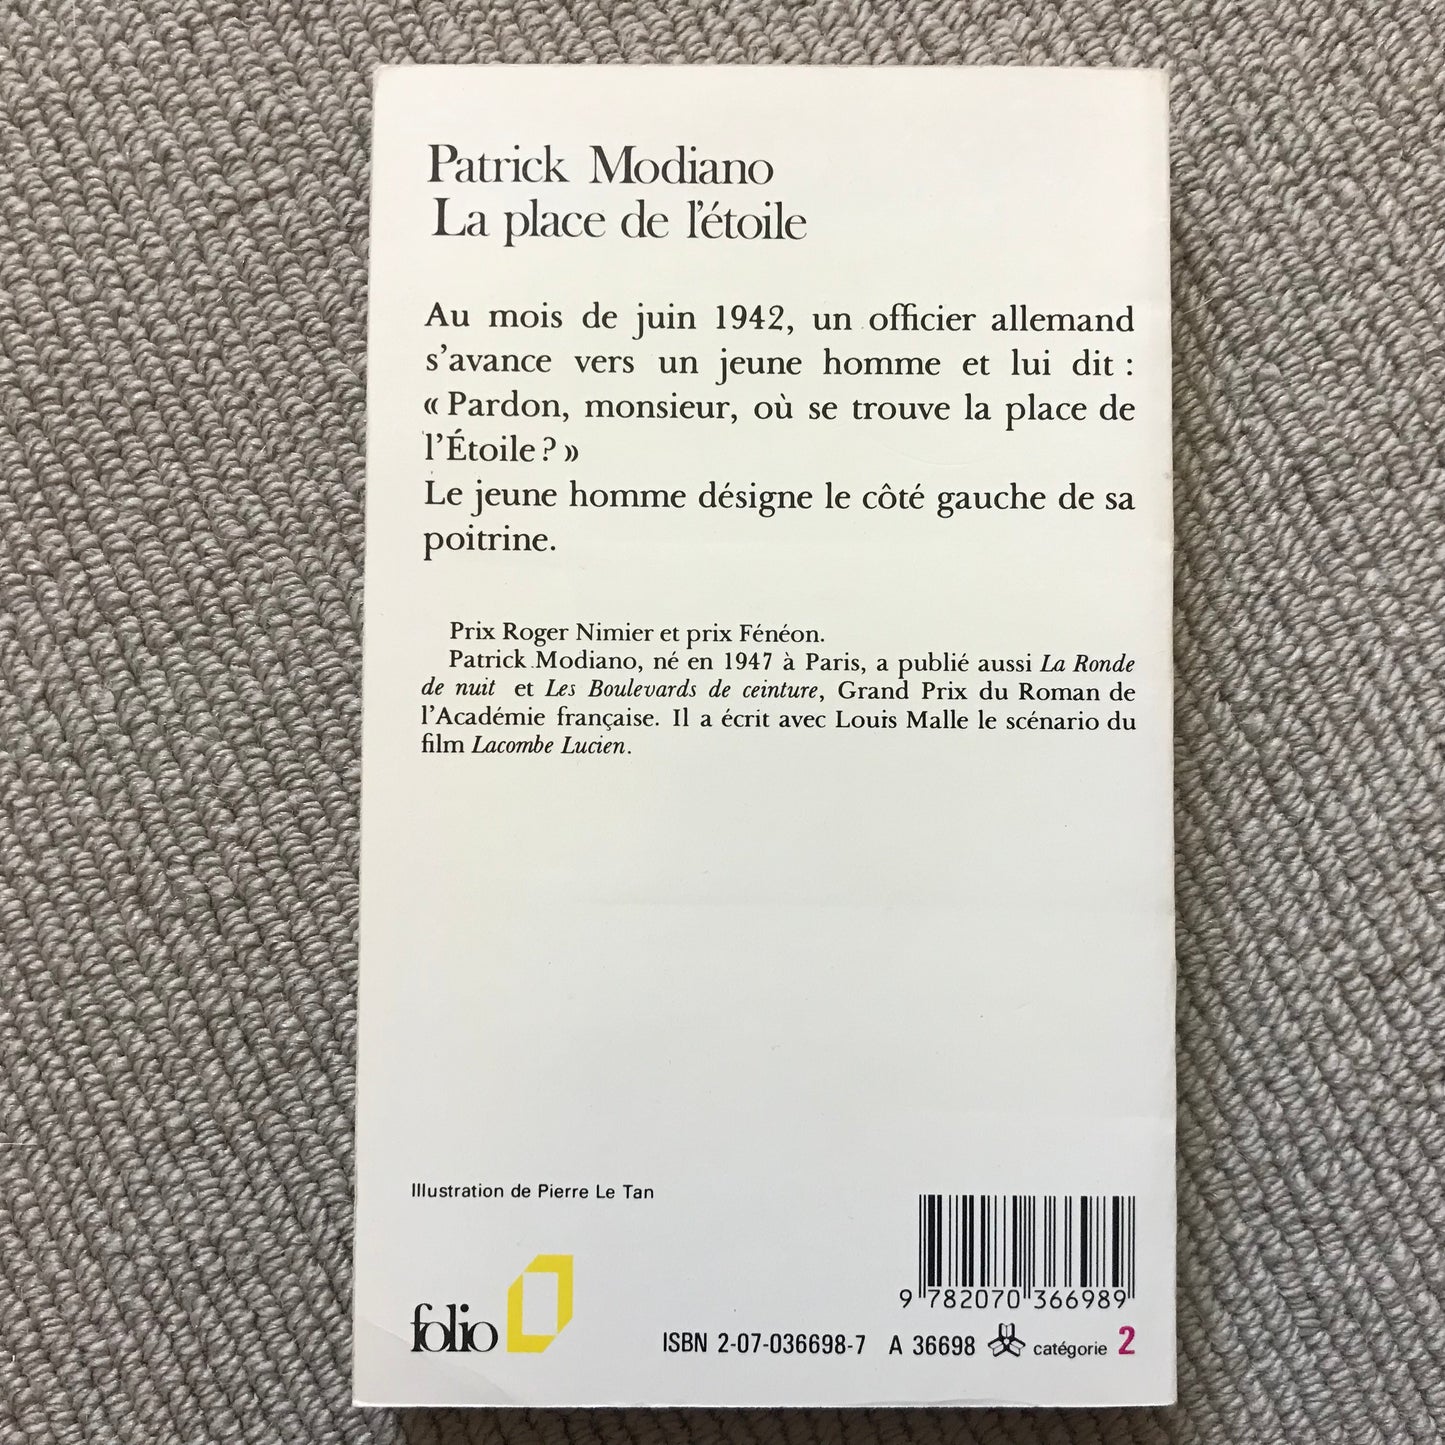 Patrick Modiano
La place de l'étoile
Au mois de juin 1942, un officier allemand
s'avance vers un jeune homme et lui dit :
« Pardon, monsieur, où se trouve la place de
l'Étoile ? »
Le jeune homme désigne le côté gauche de sa
poitrine.
Prix Roger Nimier et prix Fénéon.
Patrick Modiano, né en 1947 à Paris, a publié aussi La Ronde
de nuit et Les Boulevards de ceinture, Grand Prix du Roman de
l'Académie française. Il a écrit avec Louis Malle le scénario du
film Lacombe Lucien.
Illustration de Pierre Le Tan
9 782070 366989
folio
ISBN 2-07-036698-7 A 36698 catégorie 2